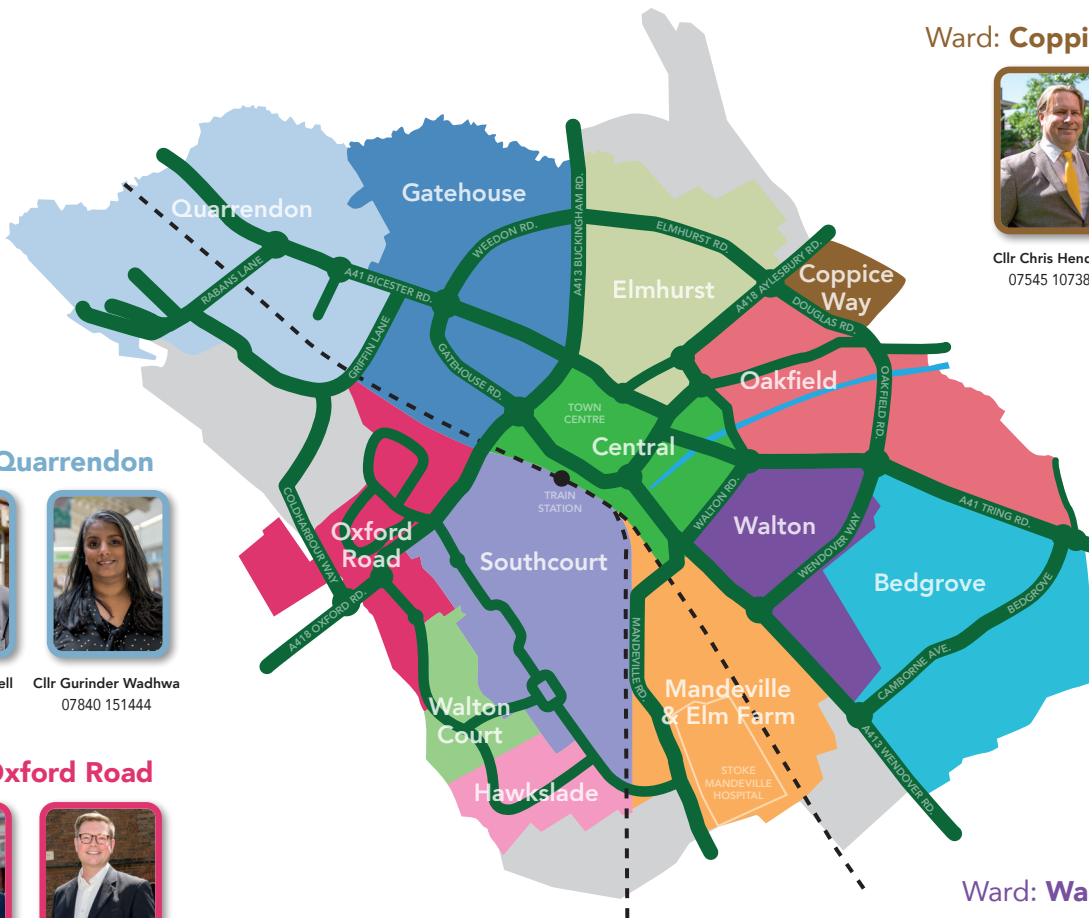 Ward: Coppi
Cllr Chris Hend
07545 10738
Quarrendon
Gatehouse
WEEDON RD.
A413 BUCKINGHAM RD.
ELMHURST RD
A418 AYLESBURY RD.
Coppice
Way
Elmhurst
RABANS LANE
A41 BICESTER RD.
DOUGLAS RD.
GRIFFIN LANE
GATEHOUSE RD.
Oakfield
OAKFIELD RD.
TOWN
CENTRE
Central
Quarrendon
TRAIN
STATION
WALTON RD.
A41 TRING RD.
COLDHARBOUR WAY
Oxford
Road
Southcourt
Walton
WENDOVER WAY
Bedgrove
BEDGROVE
A418 OXFORD RD.
MANDEVILLE RD
CAMBORNE AVE.
ell
Cllr Gurinder Wadhwa
07840 151444
Walton
Court
Mandeville
& Elm Farm
A413 WENDOVER RD.
xford Road
Hawkslade
STOKE
MANDEVILLE
HOSPITAL
Ward: Wa